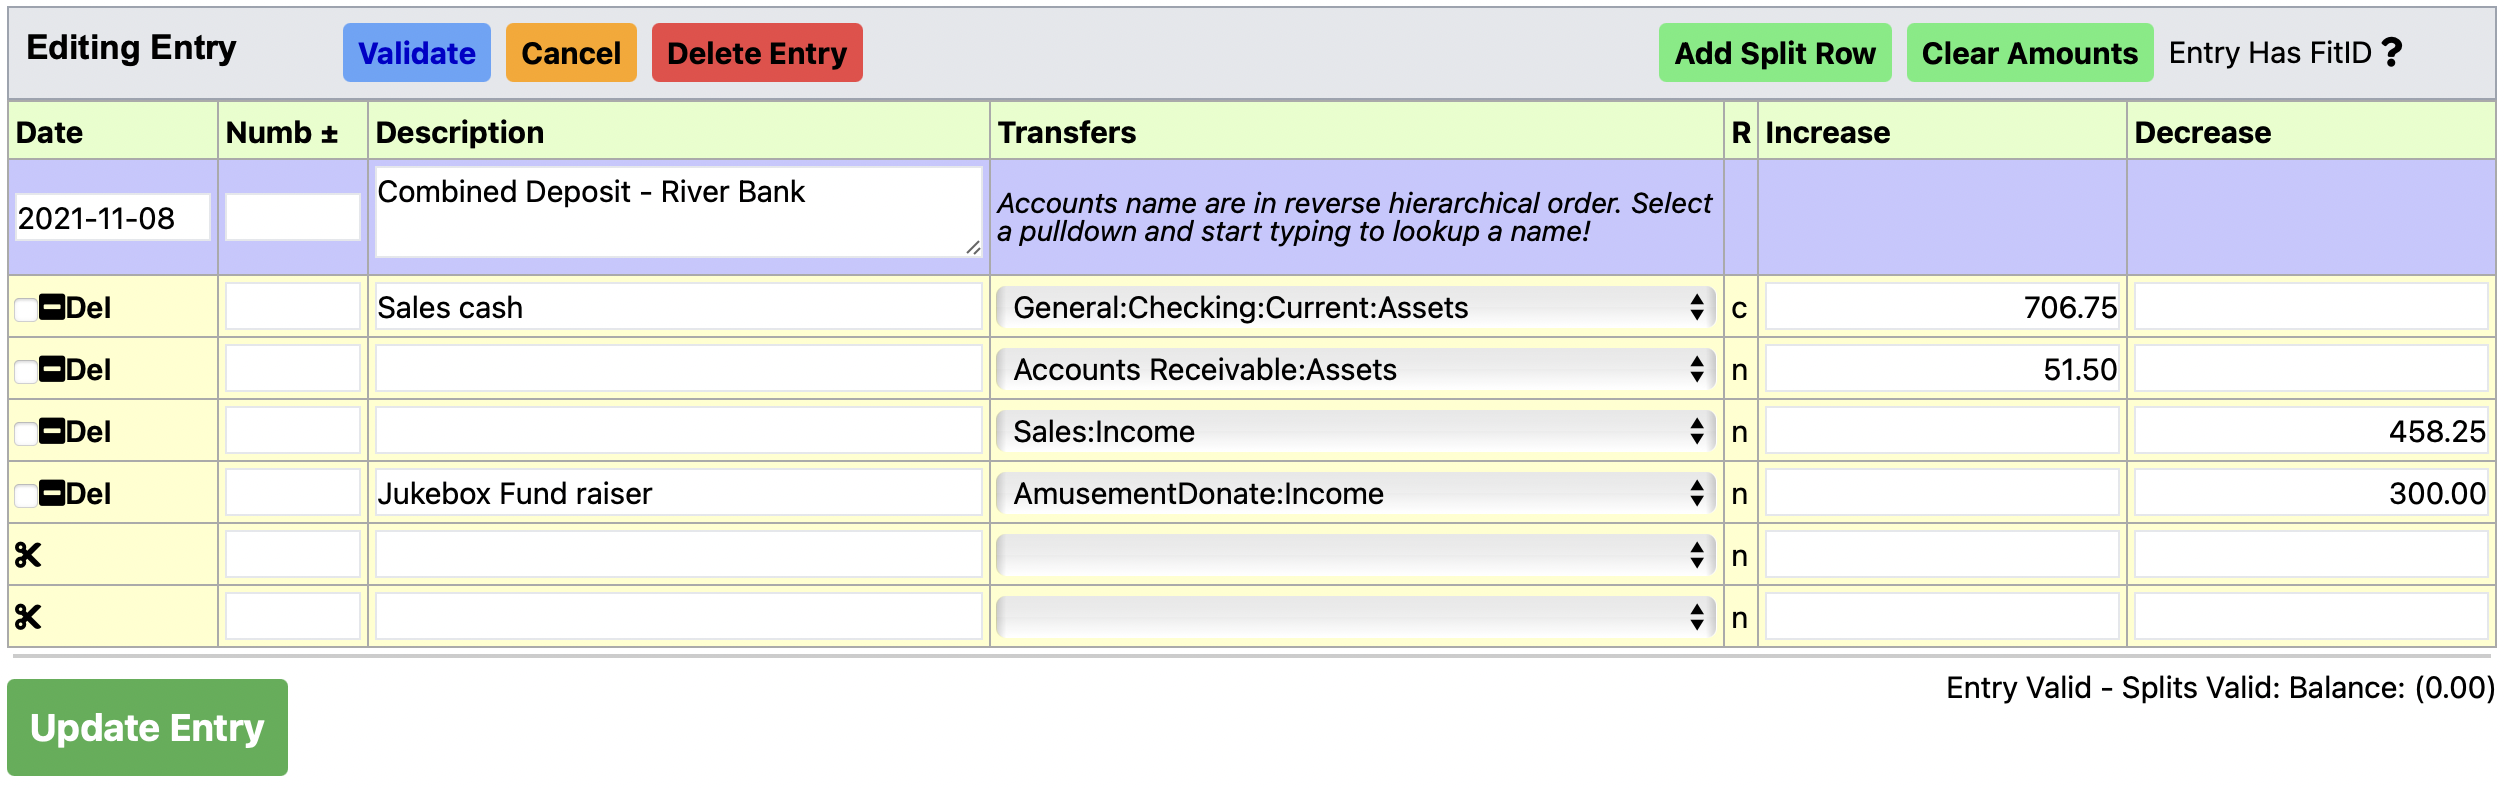 Editing Entry Validate Cancel Delete Entry Add Split Row Clear Amounts Entry Has FitID ?
Date Numb ± Description Transfers R Increase Decrease
2021-11-08 Combined Deposit - River Bank Accounts name are in reverse hierarchical order. Select
a pulldown and start typing to lookup a name!
Del Sales cash General:Checking:Current:Assets c 706.75
Del Accounts Receivable:Assets n 51.50
Del Sales:Income n 458.25
Del Jukebox Fund raiser AmusementDonate:Income n 300.00
n
n
Entry Valid - Splits Valid: Balance: (0.00)
Update Entry